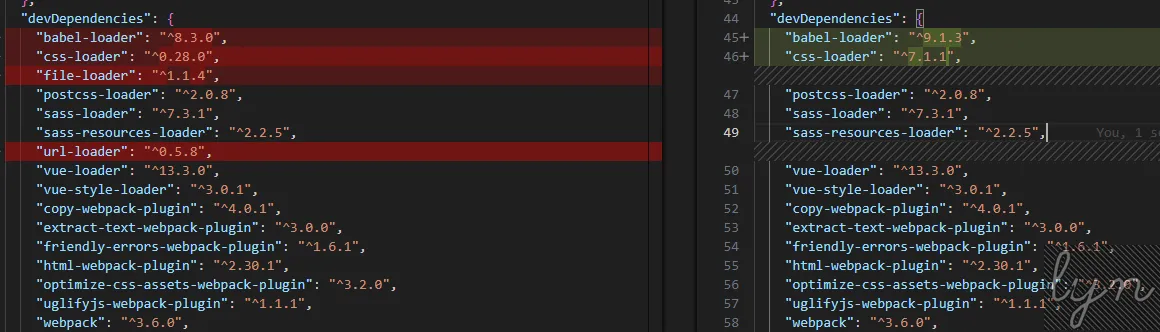 },
"devDependencies": {
"babel-loader": "^8.3.0",
"css-loader": "^0.28.0",
"file-loader": "^1.1.4",
"postcss-loader": "^2.0.8",
"sass-loader": "^7.3.1",
"sass-resources-loader": "^2.2.5",
"url-loader": "^0.5.8",
"vue-loader": "^13.3.0",
"vue-style-loader": "^3.0.1",
"copy-webpack-plugin": "^4.0.1",
"extract-text-webpack-plugin": "^3.0.0",
"friendly-errors-webpack-plugin": "^1.6.1",
"html-webpack-plugin": "^2.30.1",
"optimize-css-assets-webpack-plugin": "^3.2.0",
"uglifyjs-webpack-plugin": "^1.1.1",
"webpack": "^3.6.0",
43 },
44 "devDependencies": {
45+ "babel-loader": "^9.1.3",
46+ "css-loader": "^7.1.1",
47 "postcss-loader": "^2.0.8",
48 "sass-loader": "^7.3.1",
49 "sass-resources-loader": "^2.2.5", You, 1 se
50 "vue-loader": "^13.3.0",
51 "vue-style-loader": "^3.0.1",
52 "copy-webpack-plugin": "^4.0.1",
53 "extract-text-webpack-plugin": "^3.0.0",
54 "friendly-errors-webpack-plugin": "^1.6.1",
55 "html-webpack-plugin": "^2.30.1",
56 "optimize-css-assets-webpack-plugin": "^3.2.0",
57 "uglifyjs-webpack-plugin": "^1.1.1",
58 "webpack": "^3.6.0",
lyn